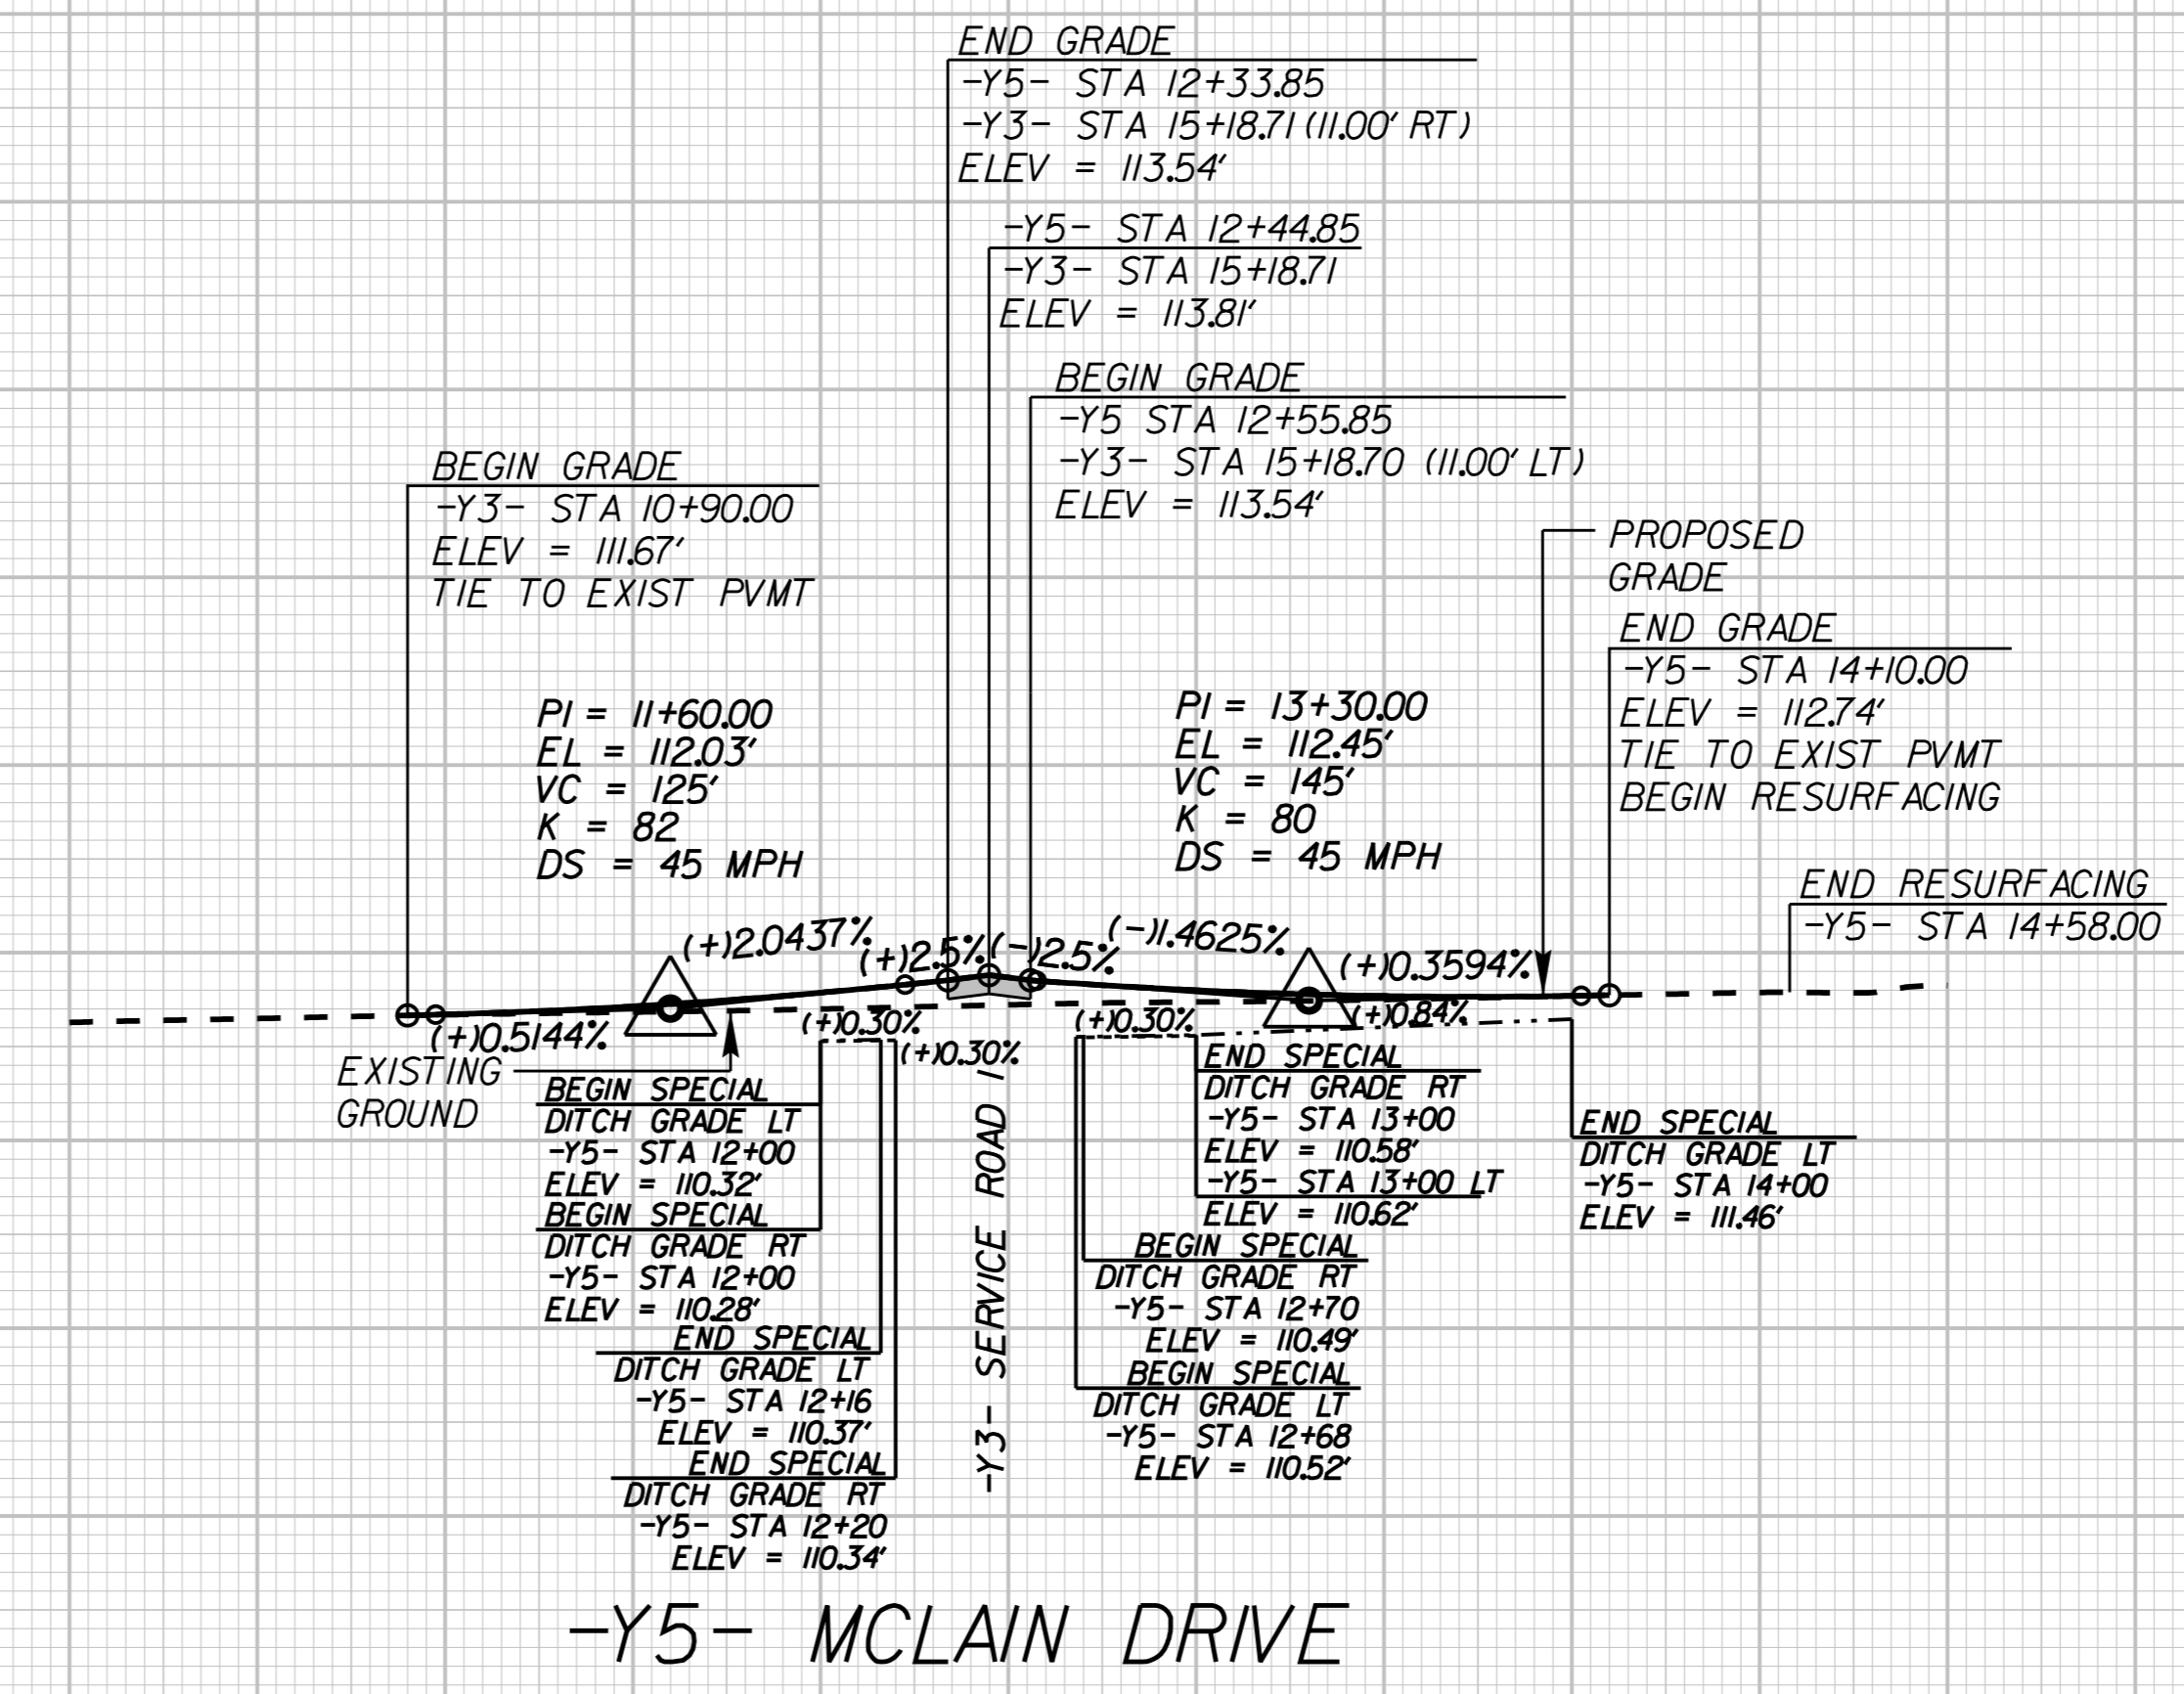 END GRADE
-Y5- STA 12+33.85
-Y3- STA 15+18.71 (11.00' RT)
ELEV = 113.54'
-Y5- STA 12+44.85
-Y3- STA 15+18.71
ELEV = 113.81'
BEGIN GRADE
-Y5 STA 12+55.85
-Y3- STA 15+18.70 (11.00' LT)
ELEV = 113.54'
BEGIN GRADE
-Y3- STA 10+90.00
ELEV = 111.67'
TIE TO EXIST PVMT
PROPOSED
GRADE
END GRADE
-Y5- STA 14+10.00
ELEV = 112.74'
TIE TO EXIST PVMT
BEGIN RESURFACING
PI = 11+60.00
EL = 112.03'
VC = 125'
K = 82
DS = 45 MPH
PI = 13+30.00
EL = 112.45'
VC = 145'
K = 80
DS = 45 MPH
END RESURFACING
-Y5- STA 14+58.00
(+)0.5144%
(+)2.0437%
(+)2.5%
(-)2.5%
(-)1.4625%
(+)0.3594%
(+)0.30%
(+)0.30%
(+)0.30%
(+)0.84%
EXISTING
GROUND
BEGIN SPECIAL
DITCH GRADE LT
-Y5- STA 12+00
ELEV = 110.32'
BEGIN SPECIAL
DITCH GRADE RT
-Y5- STA 12+00
ELEV = 110.28'
END SPECIAL
DITCH GRADE LT
-Y5- STA 12+16
ELEV = 110.37'
END SPECIAL
DITCH GRADE RT
-Y5- STA 12+20
ELEV = 110.34'
-Y3- SERVICE ROAD 1
END SPECIAL
DITCH GRADE RT
-Y5- STA 13+00
ELEV = 110.58'
-Y5- STA 13+00 LT
ELEV = 110.62'
BEGIN SPECIAL
DITCH GRADE RT
-Y5- STA 12+70
ELEV = 110.49'
BEGIN SPECIAL
DITCH GRADE LT
-Y5- STA 12+68
ELEV = 110.52'
END SPECIAL
DITCH GRADE LT
-Y5- STA 14+00
ELEV = 111.46'
-Y5- MCLAIN DRIVE